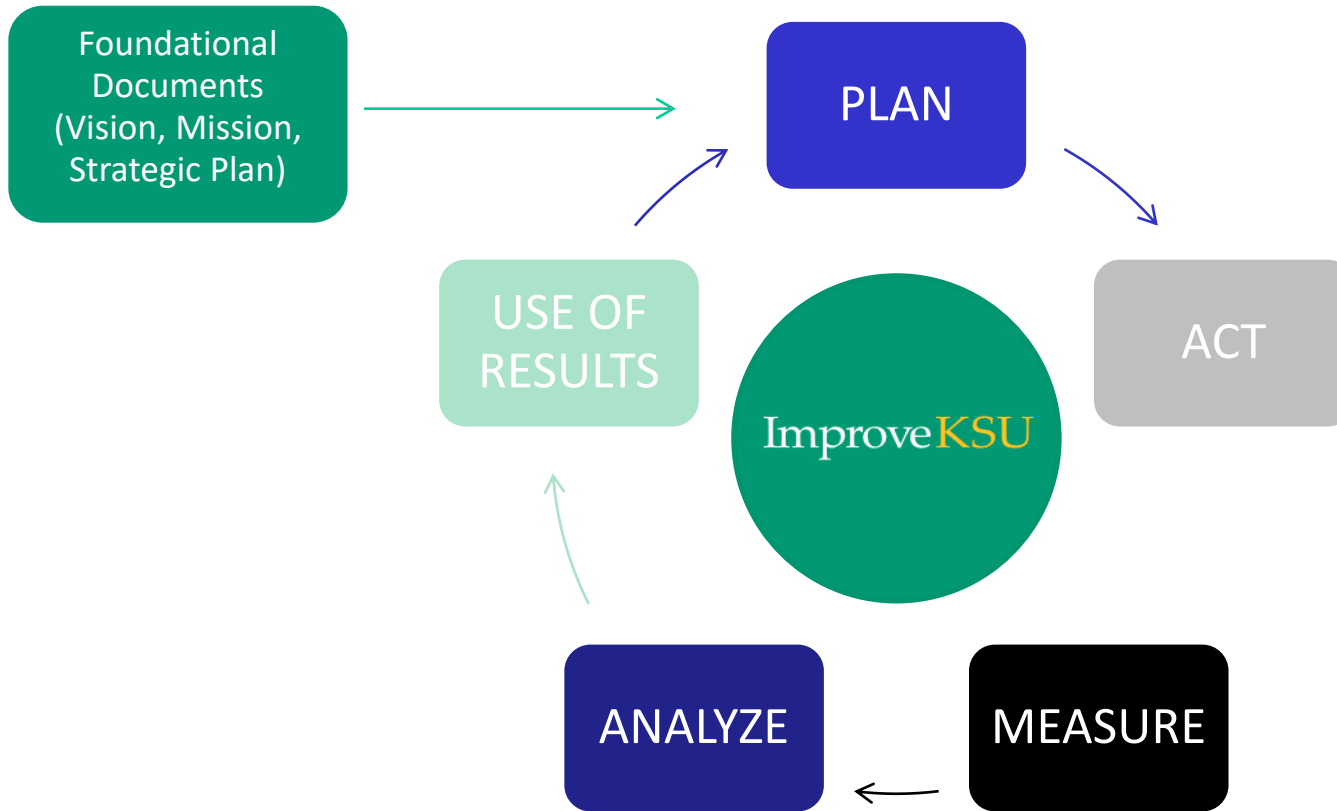 Foundational
Documents
(Vision, Mission,
Strategic Plan)
PLAN
USE OF
RESULTS
ACT
ImproveKSU
ANALYZE
MEASURE